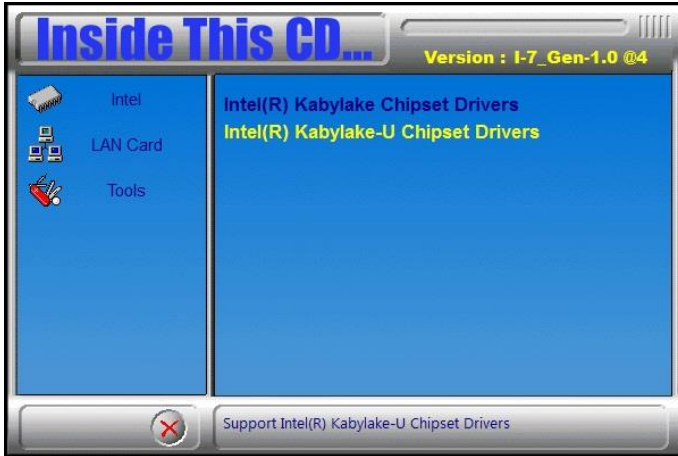 Inside This CD...
Version : I-7_Gen-1.0 @4
Intel
LAN Card
Tools
Intel(R) Kabylake Chipset Drivers
Intel(R) Kabylake-U Chipset Drivers
Support Intel(R) Kabylake-U Chipset Drivers